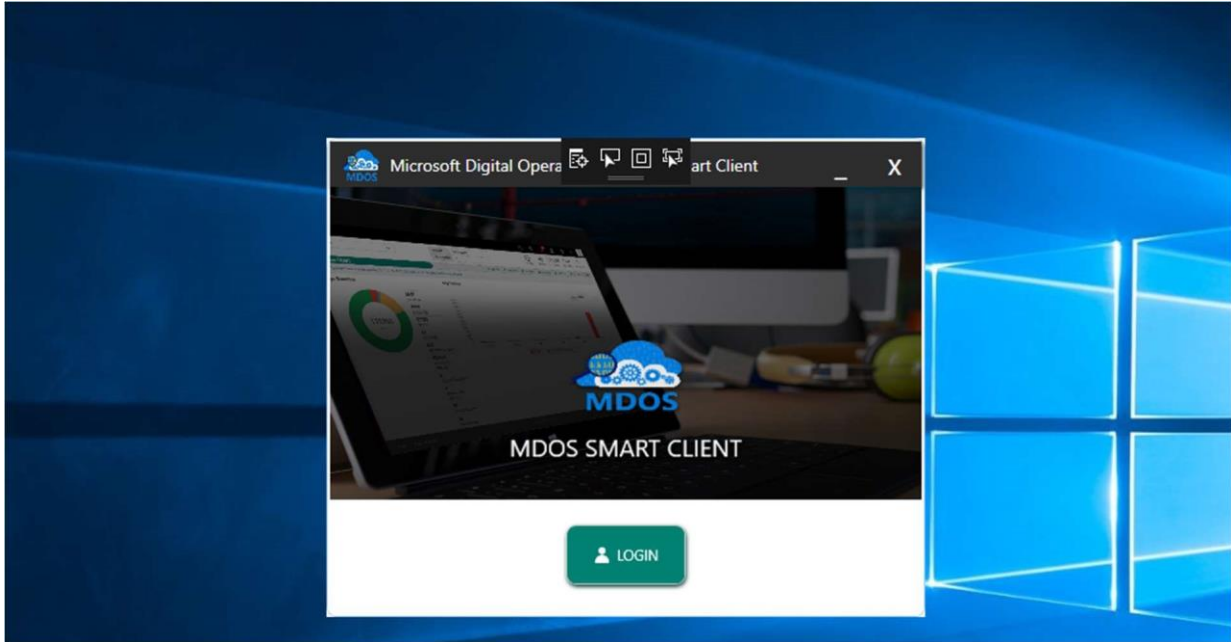 MDOS
Microsoft Digital Opera art Client _ X
MDOS
MDOS SMART CLIENT
LOGIN